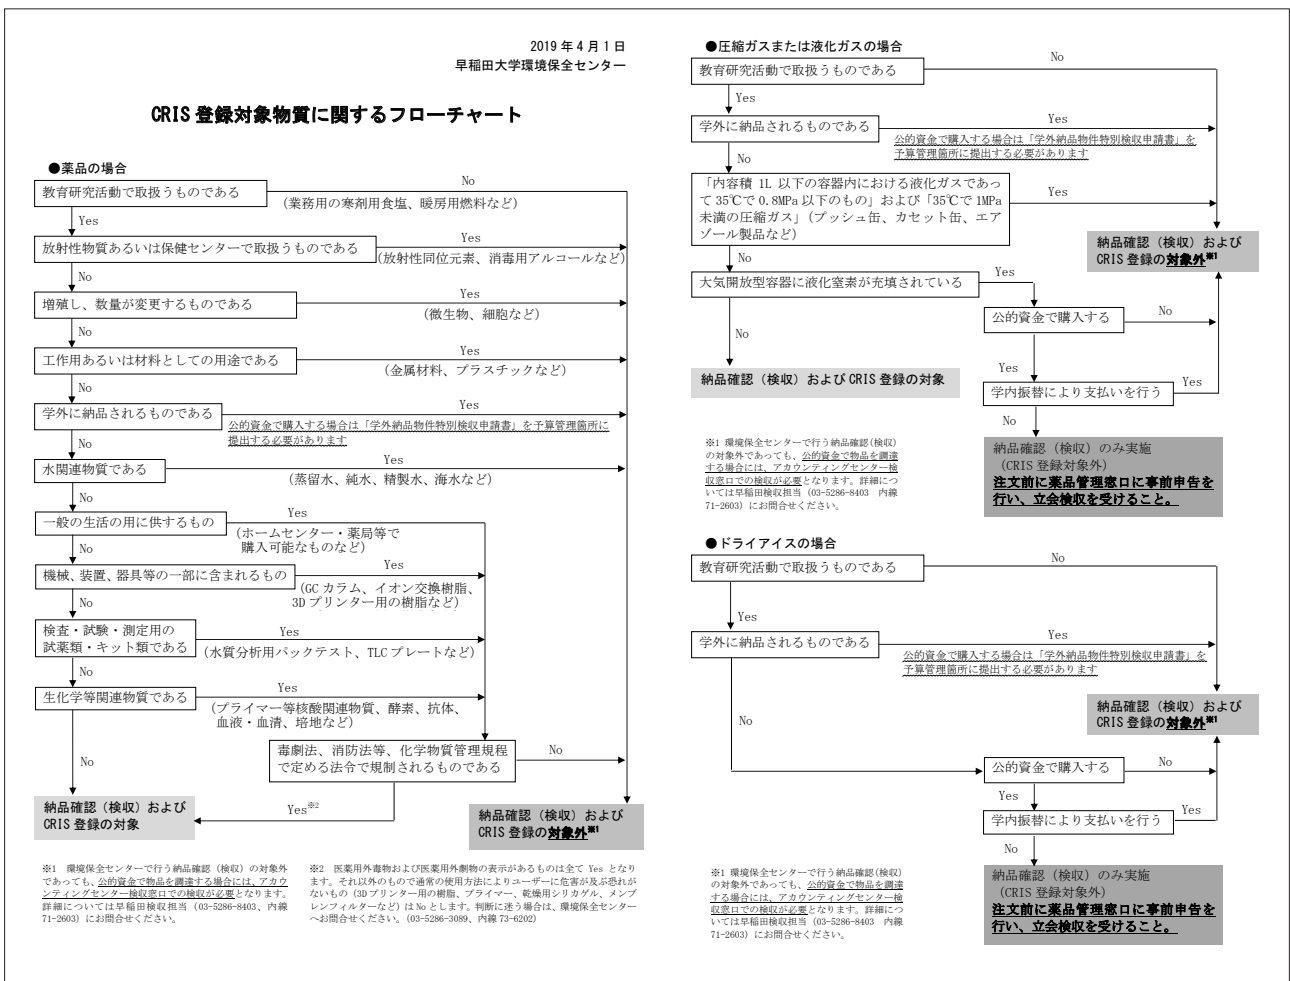 2019 年 4 月 1 日
早稲田大学環境保全センター
CRIS 登録対象物質に関するフローチャート
●薬品の場合
教育研究活動で取扱うものである
No
(業務用の寒剤用食塩、暖房用燃料など)
Yes
放射性物質あるいは保健センターで取扱うものである
Yes
(放射性同位元素、消毒用アルコールなど)
No
増殖し、数量が変更するものである
Yes
(微生物、細胞など)
No
工作用あるいは材料としての用途である
Yes
(金属材料、プラスチックなど)
No
学外に納品されるものである
Yes
公的資金で購入する場合は「学外納品物件特別検収申請書」を予算管理箇所に
提出する必要があります
No
水関連物質である
Yes
(蒸留水、純水、精製水、海水など)
No
一般の生活の用に供するもの
Yes
(ホームセンター・薬局等で
購入可能なものなど)
No
機械、装置、器具等の一部に含まれるもの
Yes
(GC カラム、イオン交換樹脂、
3D プリンター用の樹脂など)
No
検査・試験・測定用の
試薬類・キット類である
Yes
(水質分析用パックテスト、TLC プレートなど)
No
生化学等関連物質である
Yes
(プライマー等核酸関連物質、酵素、抗体、
血液・血清、培地など)
No
毒劇法、消防法等、化学物質管理規程
で定める法令で規制されるものである
No
Yes※2
納品確認（検収）および
CRIS 登録の対象
納品確認（検収）および
CRIS 登録の対象外※1
※1 環境保全センターで行う納品確認（検収）の対象外
であっても、公的資金で物品を調達する場合には、アカウ
ンティングセンター検収窓口での検収が必要となります。
詳細については早稲田検収担当（03-5286-8403、内線
71-2603）にお問合せください。
※2 医薬用外毒物および医薬用外劇物の表示があるものは全て Yes となり
ます。それ以外のもので通常の使用方法によりユーザーに危害が及ぶ恐れが
ないもの（3D プリンター用の樹脂、プライマー、乾燥用シリカゲル、メンブ
レンフィルターなど）は No とします。判断に迷う場合は、環境保全センター
へお問合せください。（03-5286-3089、内線 73-6202）
●圧縮ガスまたは液化ガスの場合
教育研究活動で取扱うものである
No
Yes
学外に納品されるものである
Yes
公的資金で購入する場合は「学外納品物件特別検収申請書」を
予算管理箇所に提出する必要があります
No
「内容積 1L 以下の容器内における液化ガスであっ
て 35℃で 0.8MPa 以下のもの」および「35℃で 1MPa
未満の圧縮ガス」（プッシュ缶、カセット缶、エア
ゾール製品など）
Yes
納品確認（検収）および
CRIS 登録の対象外※1
No
大気開放型容器に液化窒素が充填されている
Yes
公的資金で購入する
No
No
Yes
納品確認（検収）および CRIS 登録の対象
学内振替により支払いを行う
Yes
No
納品確認（検収）のみ実施
（CRIS 登録対象外）
注文前に薬品管理窓口に事前申告を
行い、立会検収を受けること。
※1 環境保全センターで行う納品確認(検収)
の対象外であっても、公的資金で物品を調達
する場合には、アカウンティングセンター検
収窓口での検収が必要となります。詳細につ
いては早稲田検収担当（03-5286-8403 内線
71-2603）にお問合せください。
●ドライアイスの場合
教育研究活動で取扱うものである
No
Yes
学外に納品されるものである
Yes
公的資金で購入する場合は「学外納品物件特別検収申請書」を
予算管理箇所に提出する必要があります
納品確認（検収）および
CRIS 登録の対象外※1
No
公的資金で購入する
No
Yes
学内振替により支払いを行う
Yes
No
納品確認（検収）のみ実施
（CRIS 登録対象外）
注文前に薬品管理窓口に事前申告を
行い、立会検収を受けること。
※1 環境保全センターで行う納品確認(検収)
の対象外であっても、公的資金で物品を調達
する場合には、アカウンティングセンター検
収窓口での検収が必要となります。詳細につ
いては早稲田検収担当（03-5286-8403 内線
71-2603）にお問合せください。